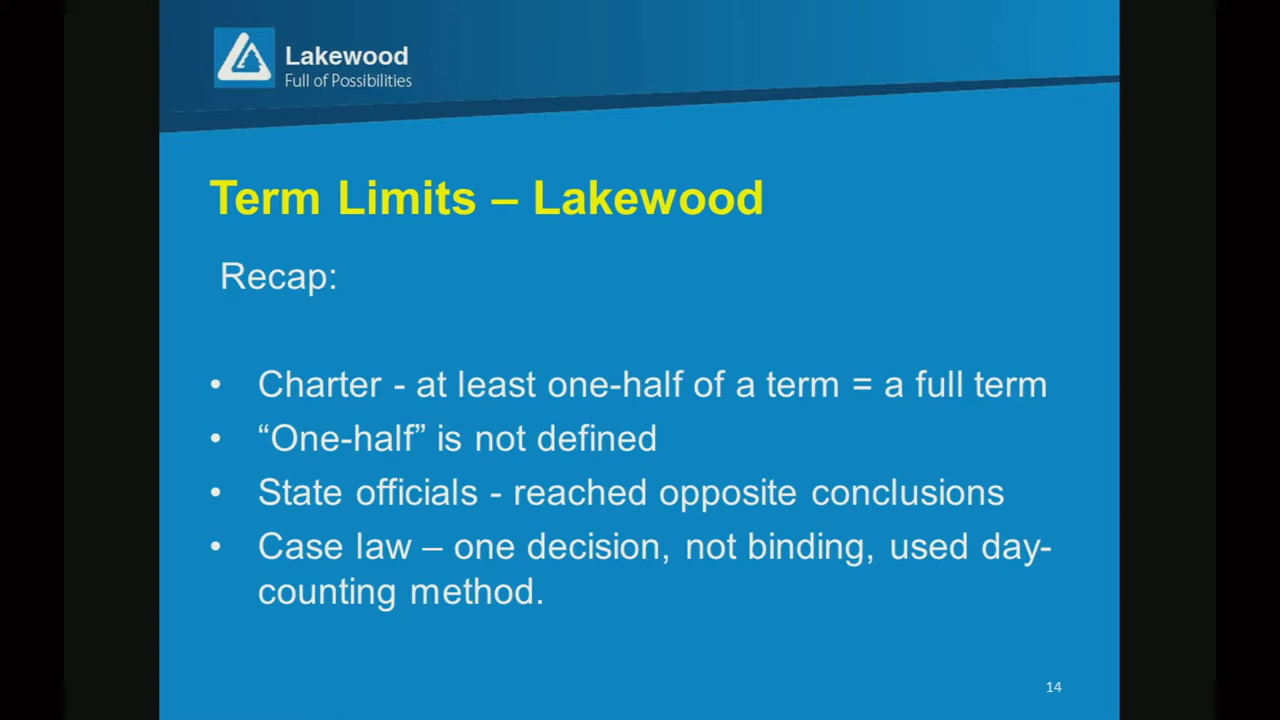 Lakewood
Full of Possibilities
Term Limits – Lakewood
Recap:
• Charter - at least one-half of a term = a full term
• “One-half” is not defined
• State officials - reached opposite conclusions
• Case law – one decision, not binding, used day-
counting method.
14